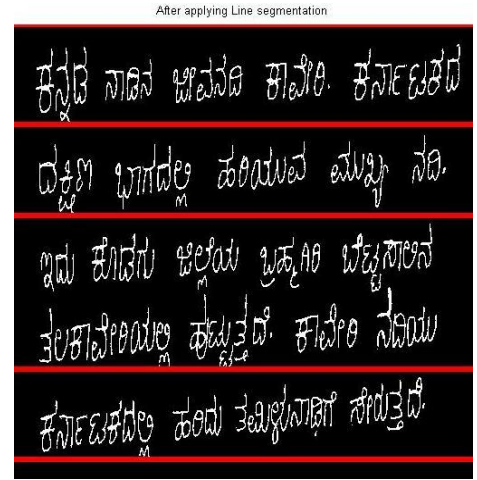 After applying Line segmentation
ಕನ್ನಡ ನಾಡಿನ ಜೀವನದಿ ಕಾವೇರಿ. ಕರ್ನಾಟಕದ
ದಕ್ಷಿಣ ಭಾಗದಲ್ಲಿ ಹರಿಯುವ ಮುಖ್ಯ ನದಿ.
ಇದು ಕೊಡಗು ಜಿಲ್ಲೆಯ ಬ್ರಹ್ಮಗಿರಿ ಬೆಟ್ಟಸಾಲಿನ
ತಲಕಾವೇರಿಯಲ್ಲಿ ಹುಟ್ಟುತ್ತದೆ. ಕಾವೇರಿ ನದಿಯು
ಕರ್ನಾಟಕದಲ್ಲಿ ಹರಿದು ತಮಿಳುನಾಡಿಗೆ ಸೇರುತ್ತದೆ.